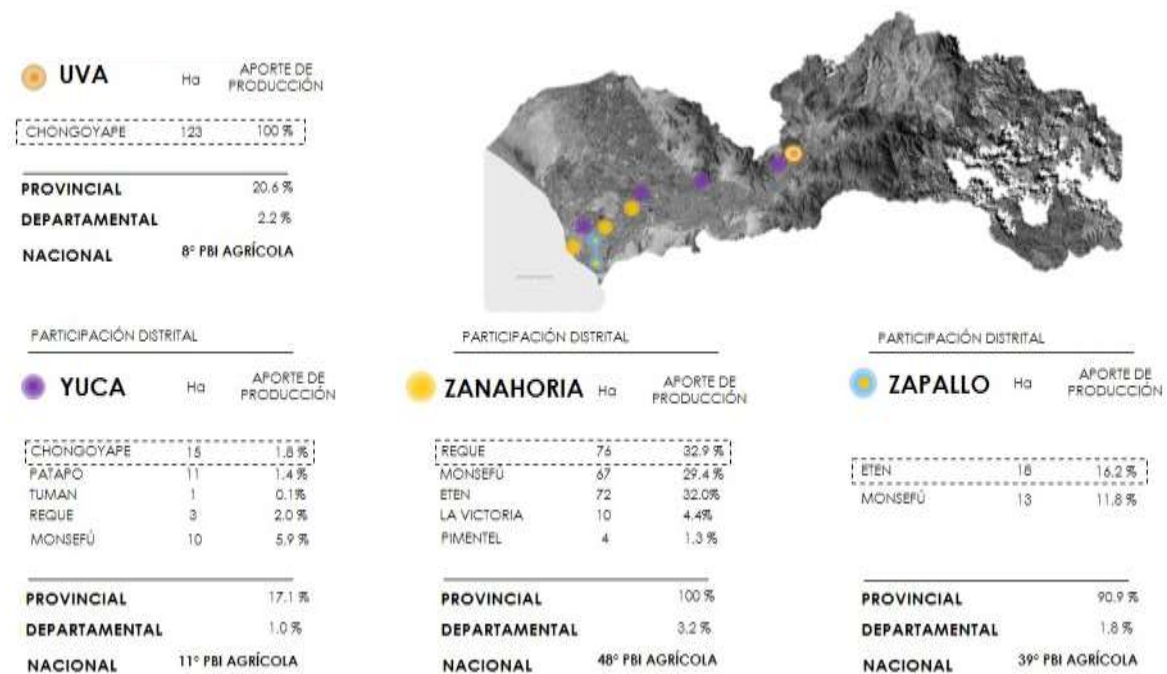 UVA Ha APORTE DE PRODUCCIÓN
CHONGOYAPE 123 100 %
PROVINCIAL 20.6 %
DEPARTAMENTAL 2.2 %
NACIONAL 8° PBI AGRÍCOLA
PARTICIPACIÓN DISTRITAL
YUCA Ha APORTE DE PRODUCCIÓN
CHONGOYAPE 15 1.8 %
PATAPO 11 1.4 %
TUMAN 1 0.1%
REQUE 3 2.0 %
MONSEFÚ 10 5.9 %
PROVINCIAL 17.1 %
DEPARTAMENTAL 1.0 %
NACIONAL 11° PBI AGRÍCOLA
PARTICIPACIÓN DISTRITAL
ZANAHORIA Ha APORTE DE PRODUCCIÓN
REQUE 76 32.9 %
MONSEFÚ 67 29.4 %
ETEN 72 32.0%
LA VICTORIA 10 4.4%
PIMENTEL 4 1.3 %
PROVINCIAL 100 %
DEPARTAMENTAL 3.2 %
NACIONAL 48° PBI AGRÍCOLA
PARTICIPACIÓN DISTRITAL
ZAPALLO Ha APORTE DE PRODUCCIÓN
ETEN 18 16.2 %
MONSEFÚ 13 11.8 %
PROVINCIAL 90.9 %
DEPARTAMENTAL 1.8 %
NACIONAL 39° PBI AGRÍCOLA